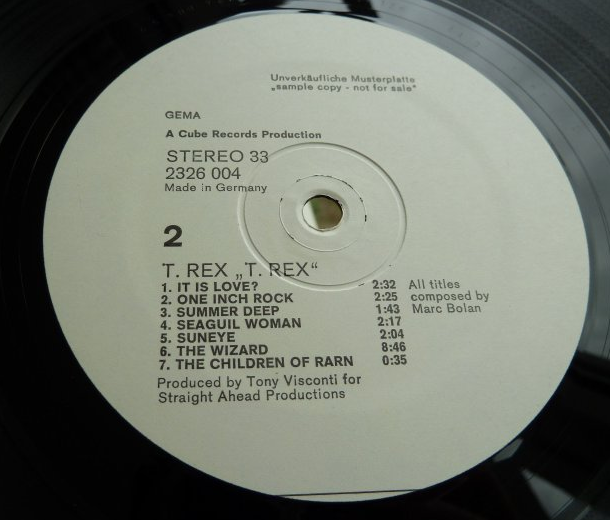 Unverkäufliche Musterplatte
„sample copy - not for sale"
GEMA
A Cube Records Production
STEREO 33
2326 004
Made in Germany
2
T. REX „T. REX“
1. IT IS LOVE? 2:32 All titles
2. ONE INCH ROCK 2:25 composed by
3. SUMMER DEEP 1:43 Marc Bolan
4. SEAGUIL WOMAN 2:17
5. SUNEYE 2:04
6. THE WIZARD 8:46
7. THE CHILDREN OF RARN 0:35
Produced by Tony Visconti for
Straight Ahead Productions